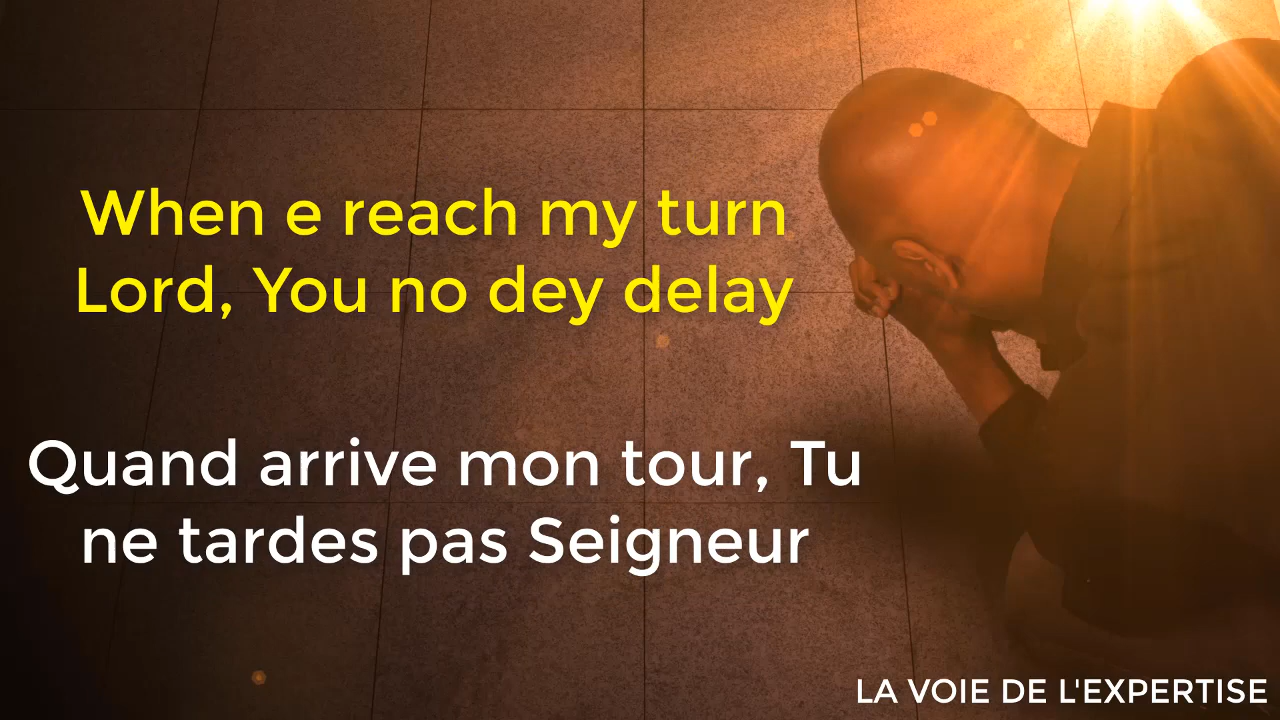 When e reach my turn
Lord, You no dey delay
Quand arrive mon tour, Tu
ne tardes pas Seigneur
LA VOIE DE L'EXPERTISE